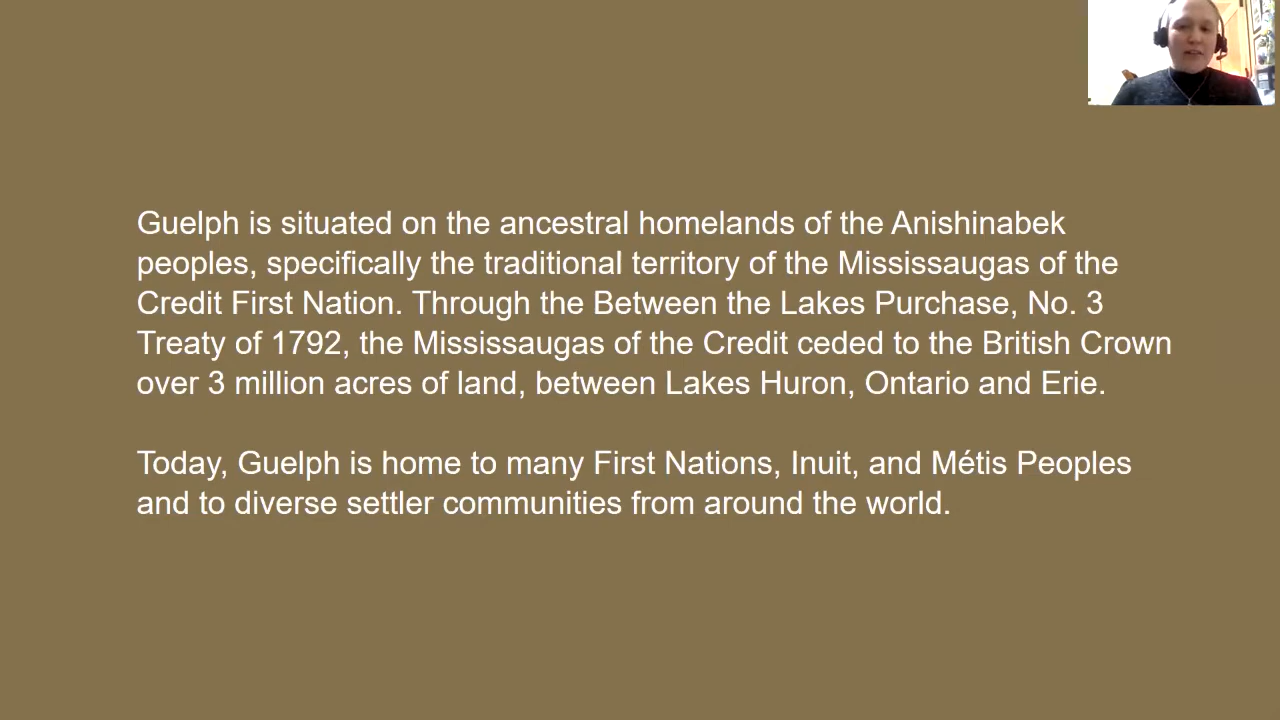 Guelph is situated on the ancestral homelands of the Anishinabek
peoples, specifically the traditional territory of the Mississaugas of the
Credit First Nation. Through the Between the Lakes Purchase, No. 3
Treaty of 1792, the Mississaugas of the Credit ceded to the British Crown
over 3 million acres of land, between Lakes Huron, Ontario and Erie.
Today, Guelph is home to many First Nations, Inuit, and Métis Peoples
and to diverse settler communities from around the world.